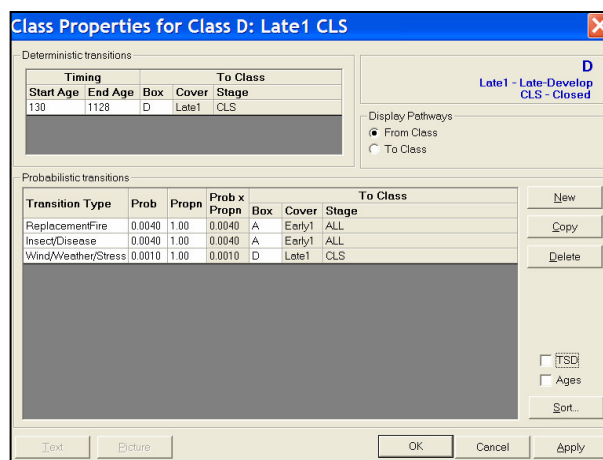 Class Properties for Class D: Late1 CLS
Deterministic transitions
Timing To Class
Start Age End Age Box Cover Stage
130 1128 D Late1 CLS
D
Late1 - Late-Develop
CLS - Closed
Display Pathways
From Class
To Class
Probabilistic transitions
Transition Type Prob Propn Prob x Propn To Class
Box Cover Stage
ReplacementFire 0.0040 1.00 0.0040 A Early1 ALL
Insect/Disease 0.0040 1.00 0.0040 A Early1 ALL
Wind/Weather/Stress 0.0010 1.00 0.0010 D Late1 CLS
New
Copy
Delete
TSD
Ages
Sort...
Text Picture OK Cancel Apply